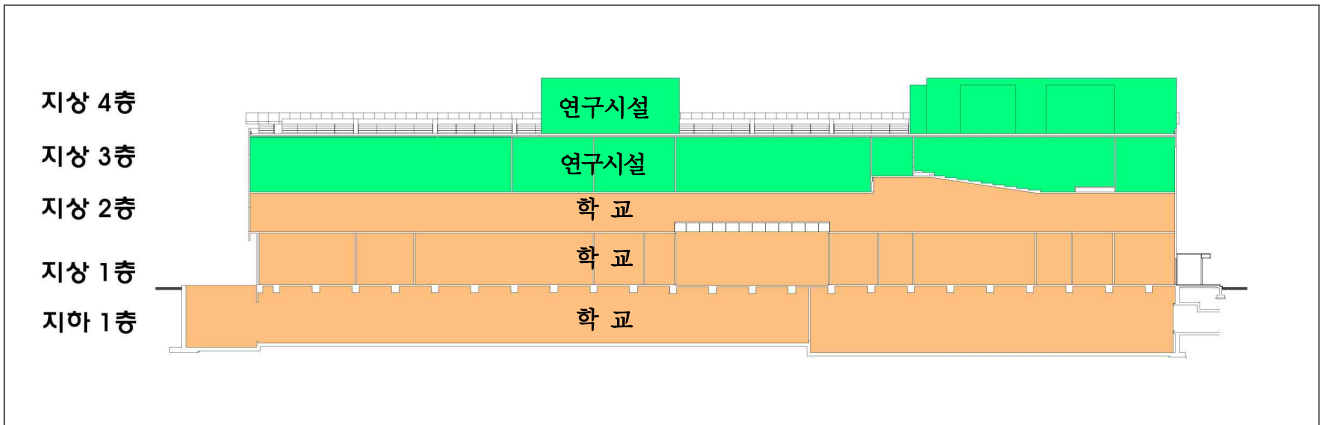 지상 4층
연구시설
지상 3층
연구시설
지상 2층
학 교
지상 1층
학 교
지하 1층
학 교